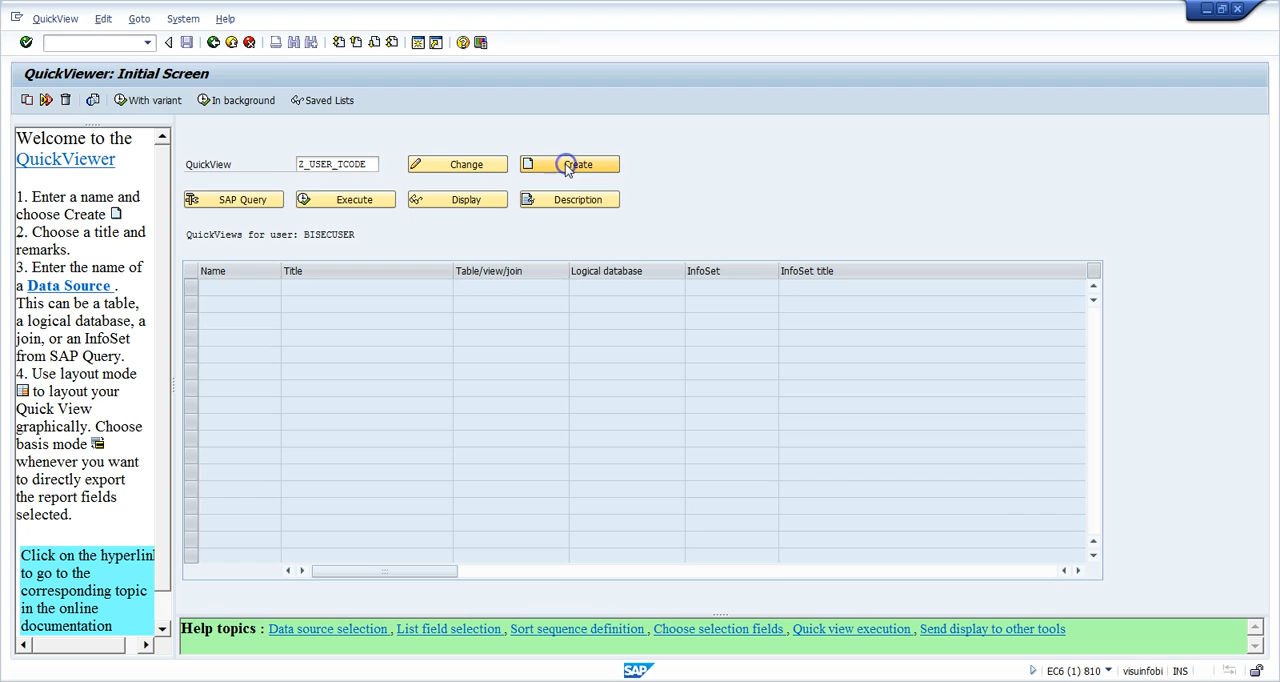 QuickView Edit Goto System Help
QuickViewer: Initial Screen
With variant In background Saved Lists
Welcome to the
QuickViewer
1. Enter a name and
choose Create
2. Choose a title and
remarks.
3. Enter the name of
a Data Source .
This can be a table,
a logical database, a
join, or an InfoSet
from SAP Query.
4. Use layout mode
to layout your
Quick View
graphically. Choose
basis mode
whenever you want
to directly export
the report fields
selected.
Click on the hyperlin
to go to the
corresponding topic
in the online
documentation
QuickView Z_USER_TCODE Change
SAP Query Execute Display Description
QuickViews for user: BISECUSER
Name Title Table/view/join Logical database InfoSet InfoSet title
Help topics : Data source selection , List field selection , Sort sequence definition , Choose selection fields , Quick view execution , Send display to other tools
SAP EC6 (1) 810 visuinfobi INS